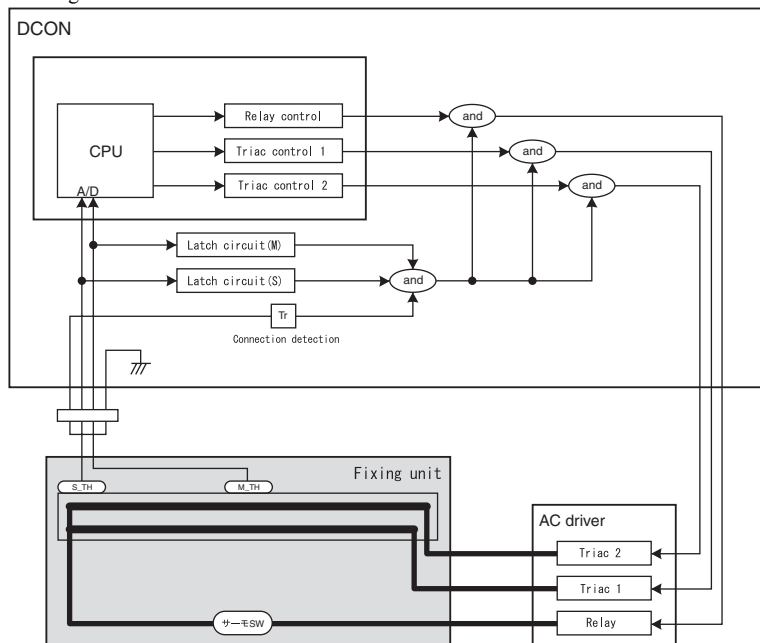 DCON
CPU
A/D
Relay control
Triac control 1
Triac control 2
and
and
and
Latch circuit(M)
Latch circuit(S)
and
Tr
Connection detection
Fixing unit
S_TH
M_TH
AC driver
Triac 2
Triac 1
サーモSW
Relay